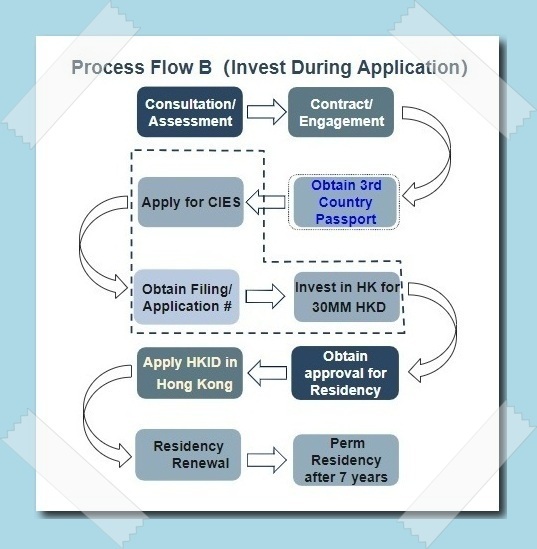 Process Flow B (Invest During Application)
Consultation/
Assessment
Contract/
Engagement
Obtain 3rd
Country
Passport
Apply for CIES
Obtain Filing/
Application #
Invest in HK for
30MM HKD
Obtain
approval for
Residency
Apply HKID in
Hong Kong
Residency
Renewal
Perm
Residency
after 7 years